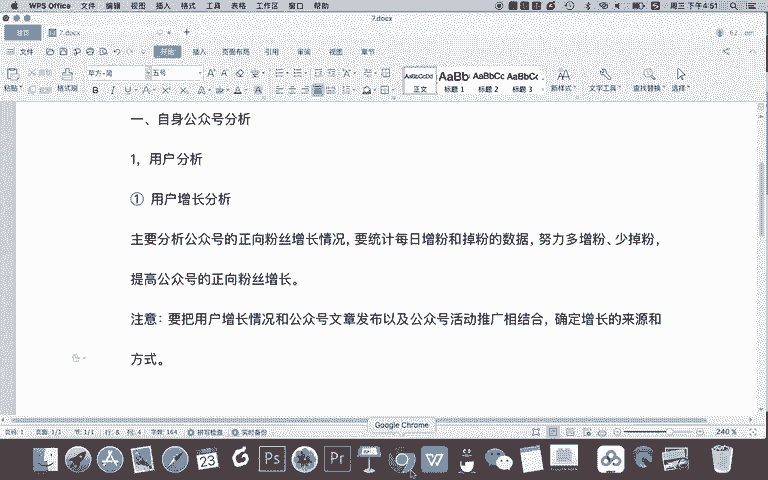 WPS Office 文件 编辑 视图 插入 格式 工具 表格 工作区 窗口 帮助 周三 下午4:51
7.docx
首页 7.docx
文件 开始 插入 页面布局 引用 审阅 视图 章节
粘贴 格式刷 五号 AaBbCcDd 正文 AaBb 标题 1 AaBbCc 标题 2 AaBbCc 标题 3 新样式 文字工具 查找替换 选择
一、自身公众号分析
1，用户分析
① 用户增长分析
主要分析公众号的正向粉丝增长情况，要统计每日增粉和掉粉的数据，努力多增粉、少掉粉，
提高公众号的正向粉丝增长。
注意：要把用户增长情况和公众号文章发布以及公众号活动推广相结合，确定增长的来源和
方式。
Google Chrome
页码: 1 页面: 1/1 节: 1/1 行: 8 列: 4 字数: 164 拼写检查 实时备份 240 %
23 Ps Pr